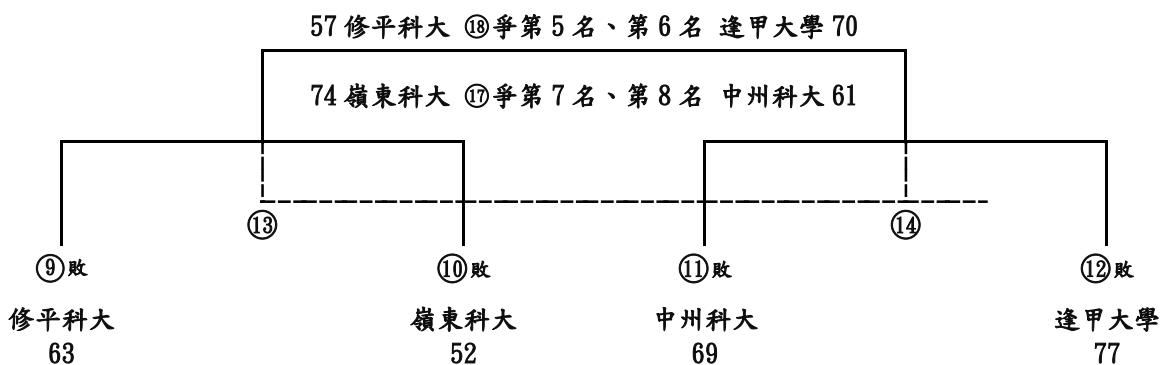 57 修平科大 ⑱爭第 5 名、第 6 名 逢甲大學 70
74 嶺東科大 ⑰爭第 7 名、第 8 名 中州科大 61
⑬ ⑭
⑨敗 ⑩敗 ⑪敗 ⑫敗
修平科大 嶺東科大 中州科大 逢甲大學
63 52 69 77